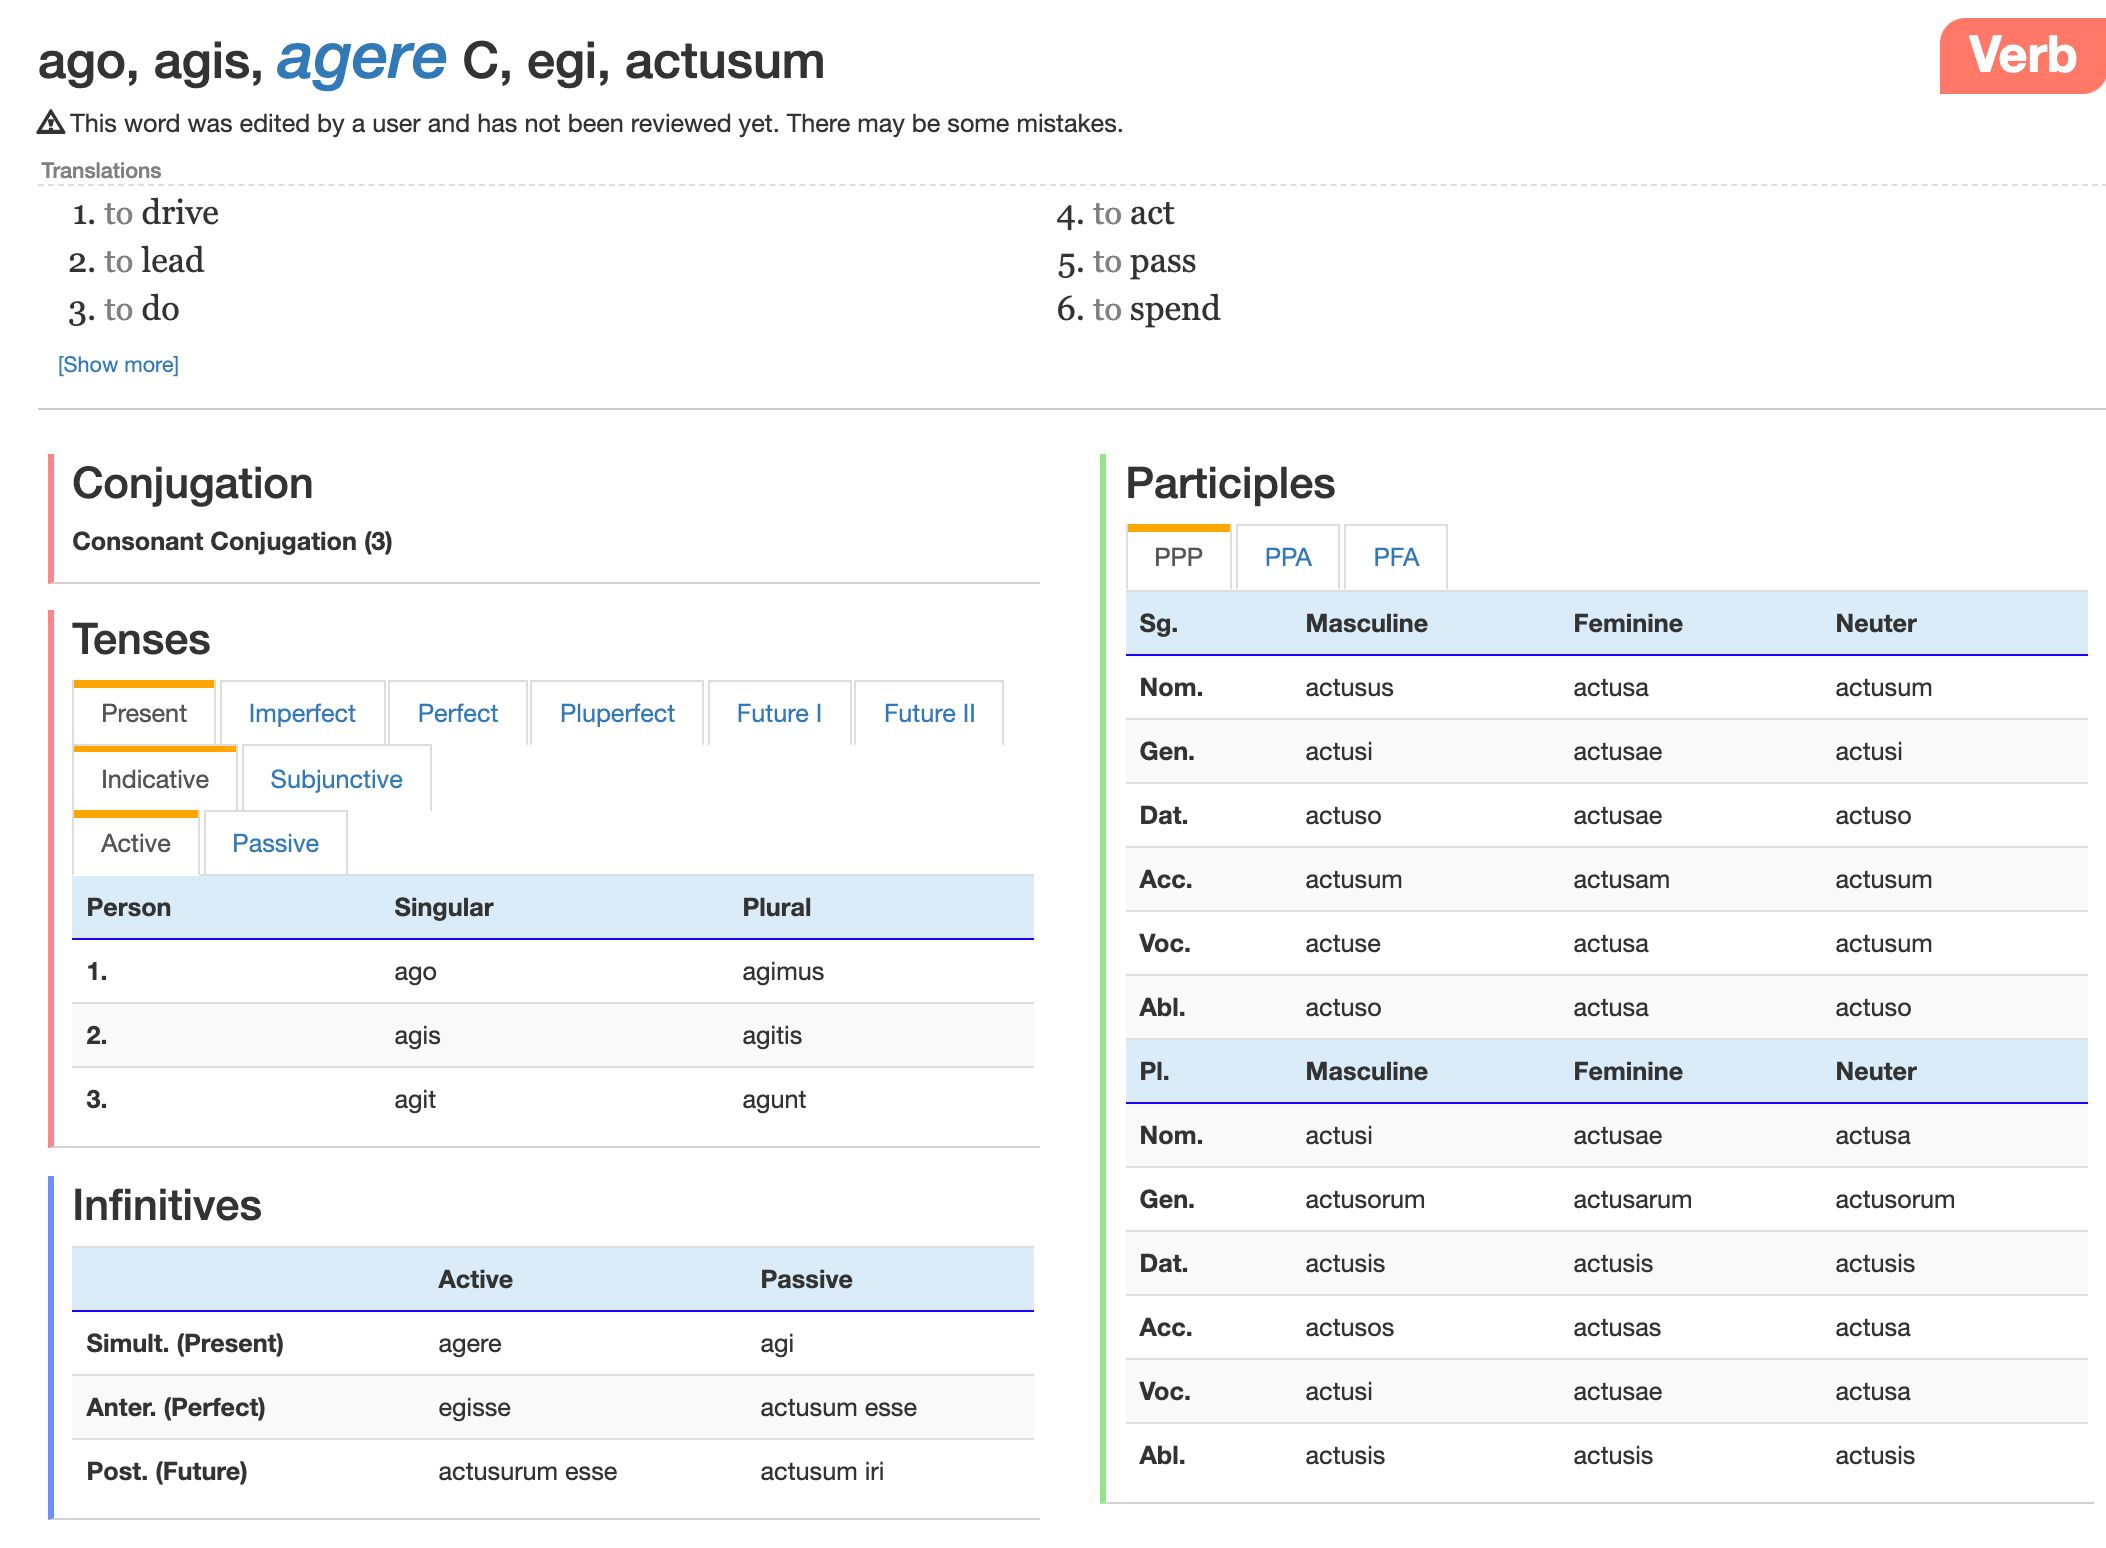 ago, agis, agere C, egi, actusum
Verb
This word was edited by a user and has not been reviewed yet. There may be some mistakes.
Translations
1. to drive
2. to lead
3. to do
4. to act
5. to pass
6. to spend
[Show more]
Conjugation
Consonant Conjugation (3)
Tenses
Present Imperfect Perfect Pluperfect Future I Future II
Indicative Subjunctive
Active Passive
Person Singular Plural
1. ago agimus
2. agis agitis
3. agit agunt
Infinitives
Active Passive
Simult. (Present) agere agi
Anter. (Perfect) egisse actusum esse
Post. (Future) actusurum esse actusum iri
Participles
PPP PPA PFA
Sg. Masculine Feminine Neuter
Nom. actusus actusa actusum
Gen. actusi actusae actusi
Dat. actuso actusae actuso
Acc. actusum actusam actusum
Voc. actuse actusa actusum
Abl. actuso actusa actuso
Pl. Masculine Feminine Neuter
Nom. actusi actusae actusa
Gen. actusorum actusarum actusorum
Dat. actusis actusis actusis
Acc. actusos actusas actusa
Voc. actusi actusae actusa
Abl. actusis actusis actusis